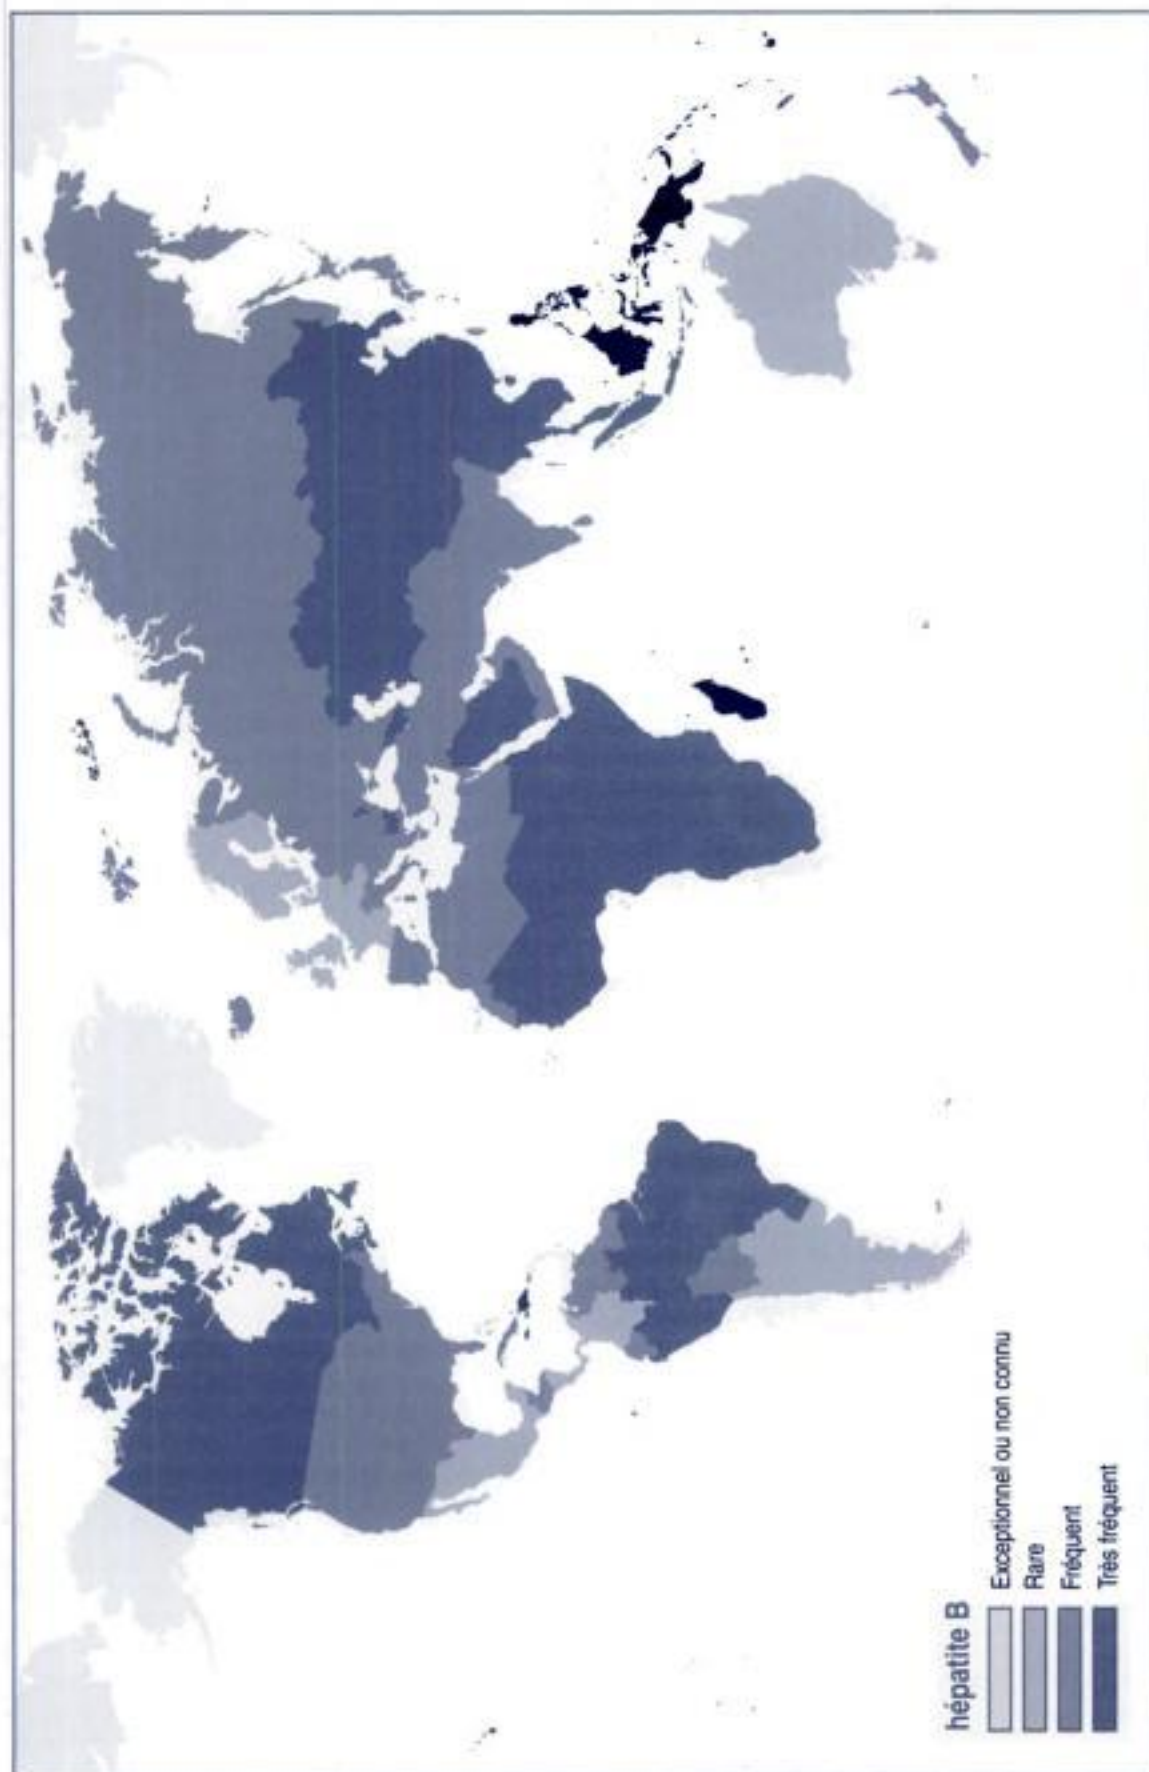 hépatite B
Exceptionnel ou non connu
Rare
Fréquent
Très fréquent